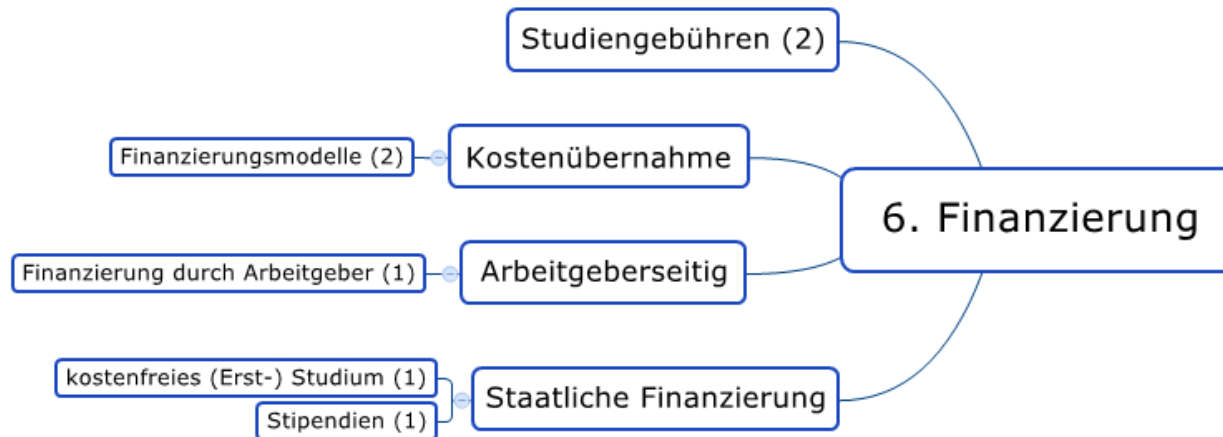 Studiengebühren (2)
Finanzierungsmodelle (2)
Kostenübernahme
6. Finanzierung
Finanzierung durch Arbeitgeber (1)
Arbeitgeberseitig
kostenfreies (Erst-) Studium (1)
Staatliche Finanzierung
Stipendien (1)